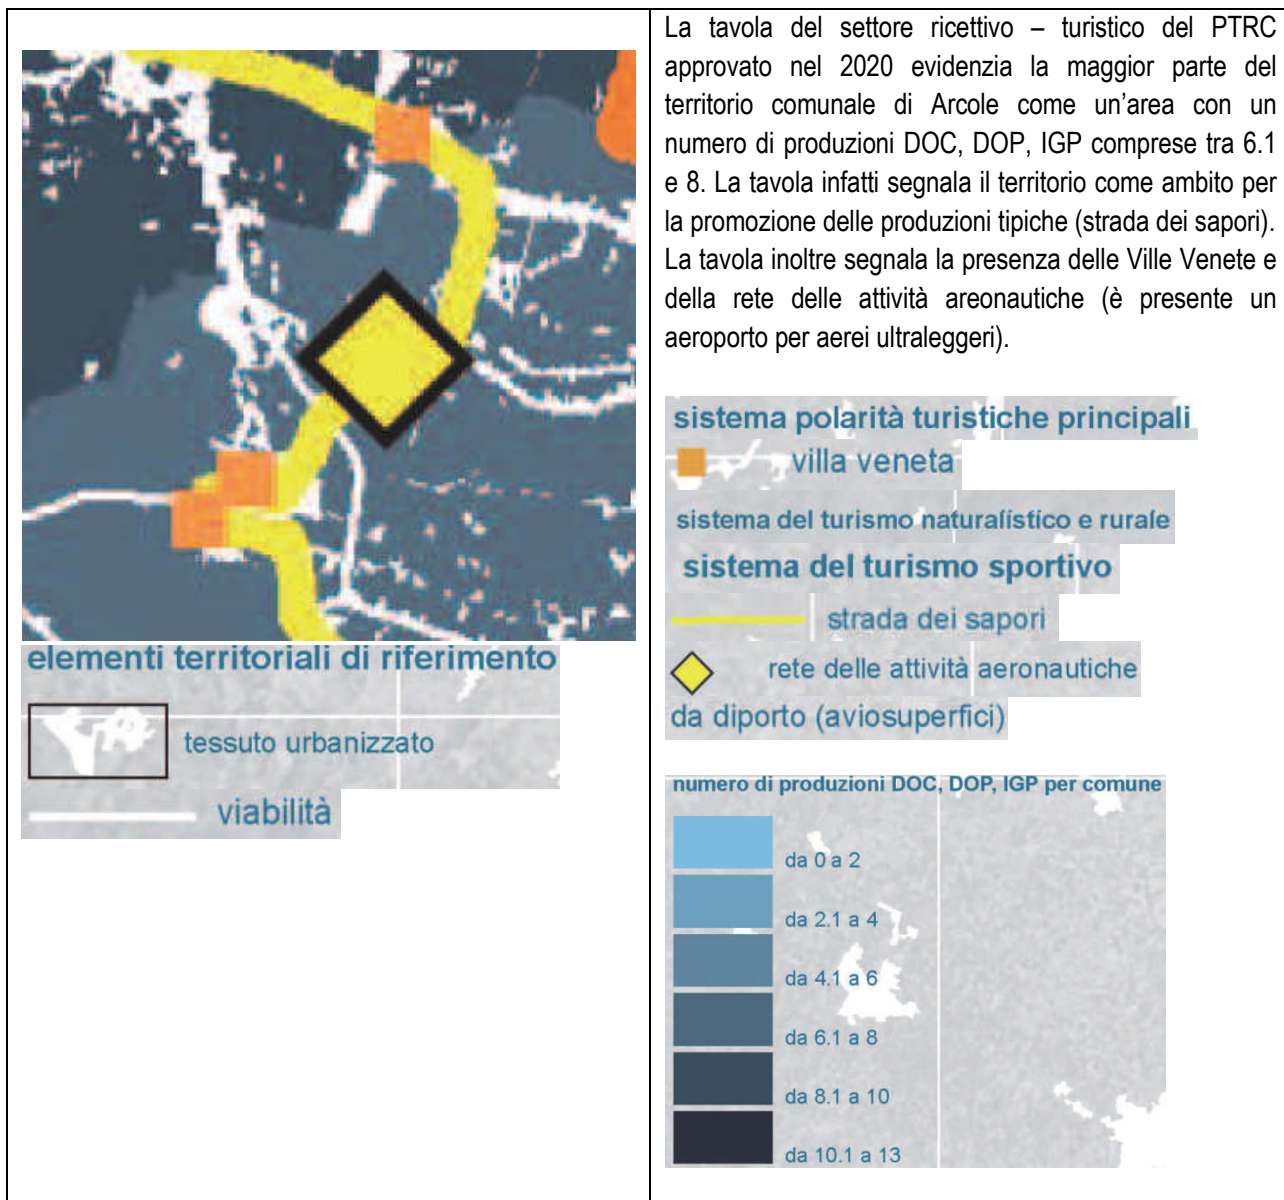 La tavola del settore ricettivo – turistico del PTRC
approvato nel 2020 evidenzia la maggior parte del
territorio comunale di Arcole come un'area con un
numero di produzioni DOC, DOP, IGP comprese tra 6.1
e 8. La tavola infatti segnala il territorio come ambito per
la promozione delle produzioni tipiche (strada dei sapori).
La tavola inoltre segnala la presenza delle Ville Venete e
della rete delle attività areonautiche (è presente un
aeroporto per aerei ultraleggeri).
elementi territoriali di riferimento
tessuto urbanizzato
viabilità
sistema polarità turistiche principali
villa veneta
sistema del turismo naturalístico e rurale
sistema del turismo sportivo
strada dei sapori
rete delle attività aeronautiche
da diporto (aviosuperfici)
numero di produzioni DOC, DOP, IGP per comune
da 0 a 2
da 2.1 a 4
da 4.1 a 6
da 6.1 a 8
da 8.1 a 10
da 10.1 a 13